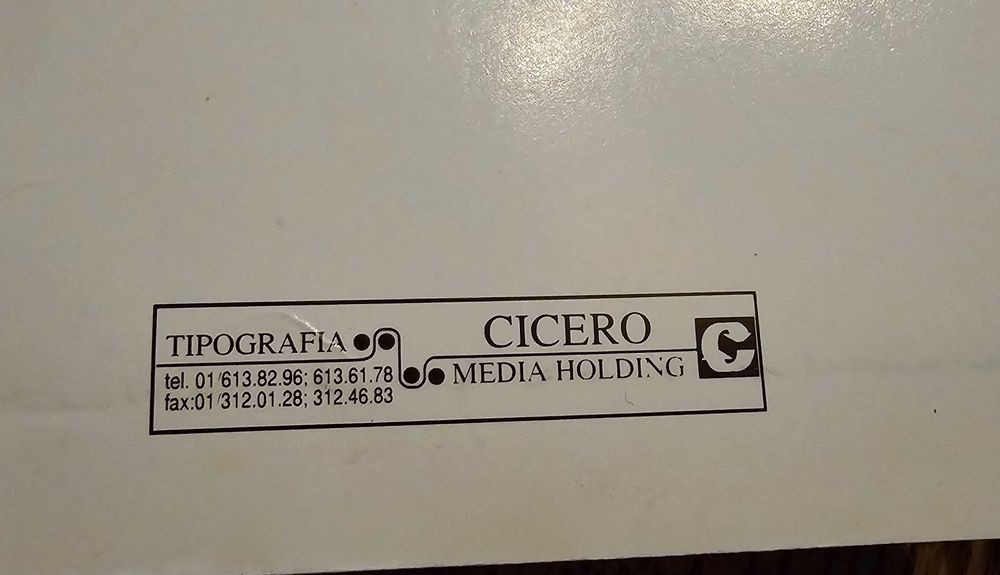 TIPOGRAFIA
tel. 01/613.82.96; 613.61.78
fax:01/312.01.28; 312.46.83
CICERO
MEDIA HOLDING